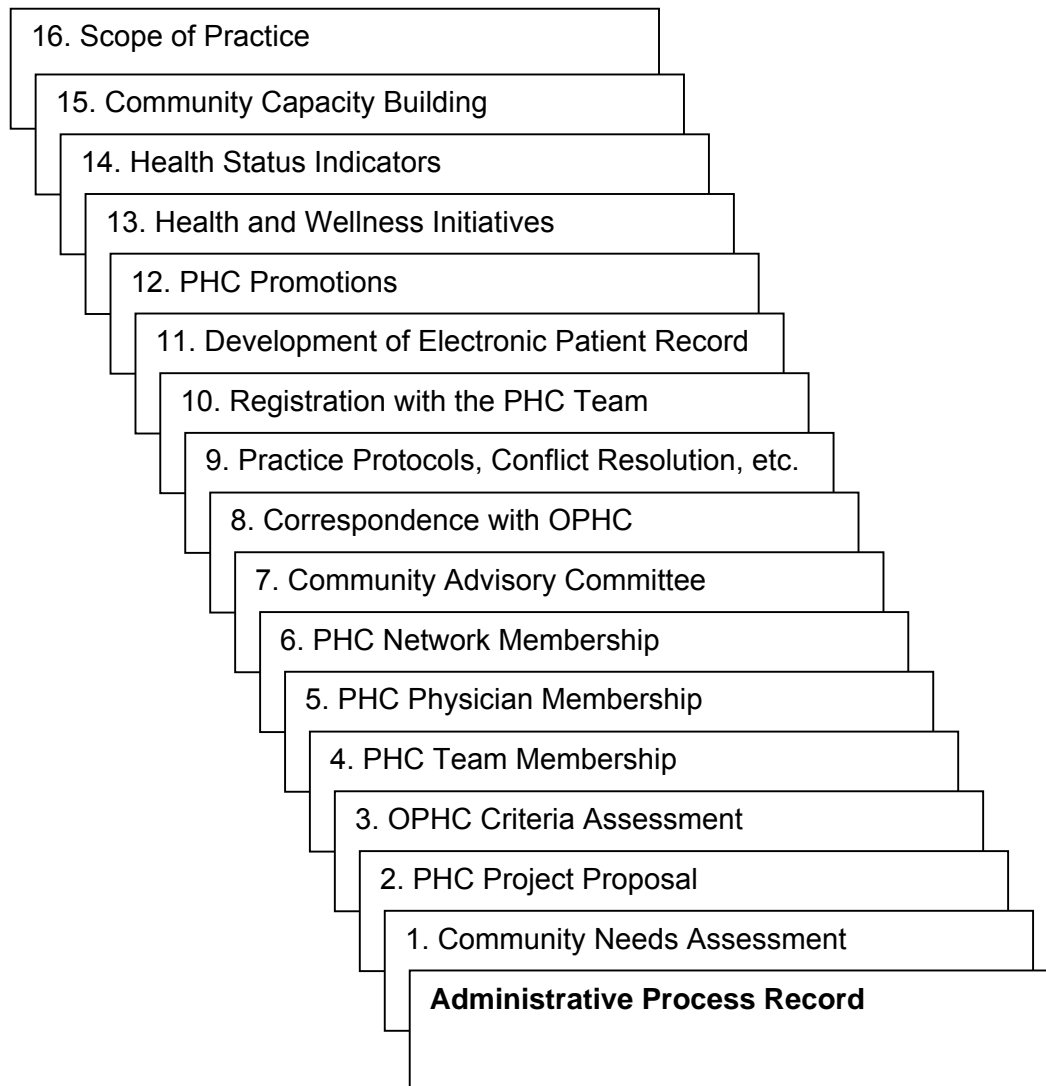 16. Scope of Practice
15. Community Capacity Building
14. Health Status Indicators
13. Health and Wellness Initiatives
12. PHC Promotions
11. Development of Electronic Patient Record
10. Registration with the PHC Team
9. Practice Protocols, Conflict Resolution, etc.
8. Correspondence with OPHC
7. Community Advisory Committee
6. PHC Network Membership
5. PHC Physician Membership
4. PHC Team Membership
3. OPHC Criteria Assessment
2. PHC Project Proposal
1. Community Needs Assessment
Administrative Process Record